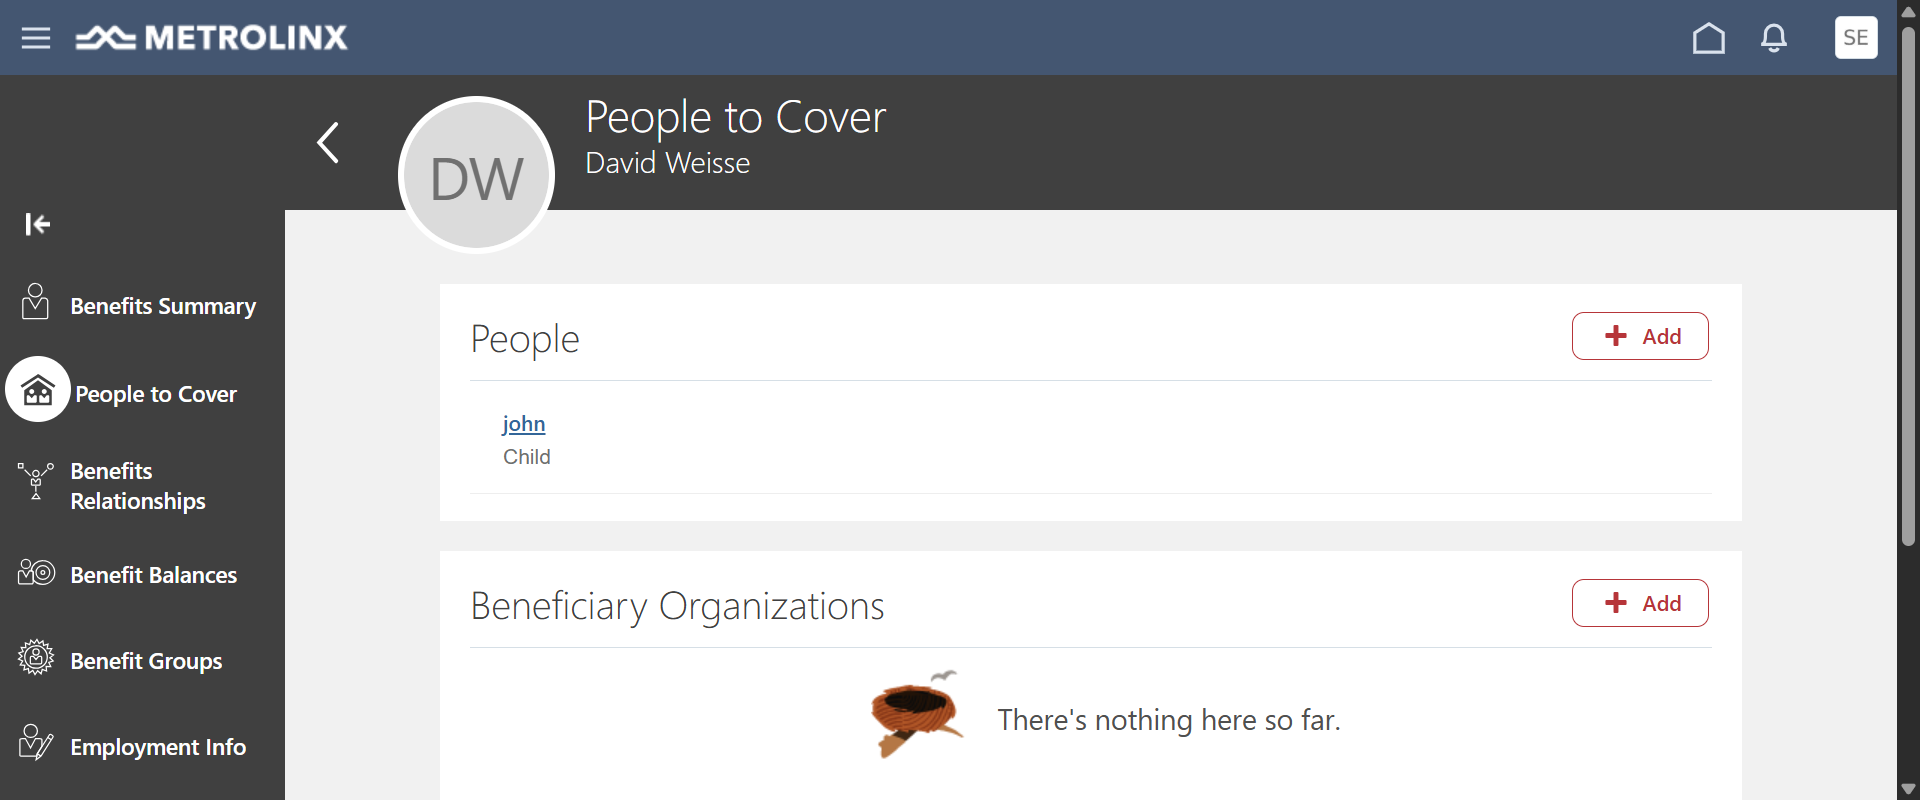 METROLINX
SE
DW
People to Cover
David Weisse
Benefits Summary
People to Cover
Benefits
Relationships
Benefit Balances
Benefit Groups
Employment Info
People
Add
john
Child
Beneficiary Organizations
Add
There's nothing here so far.